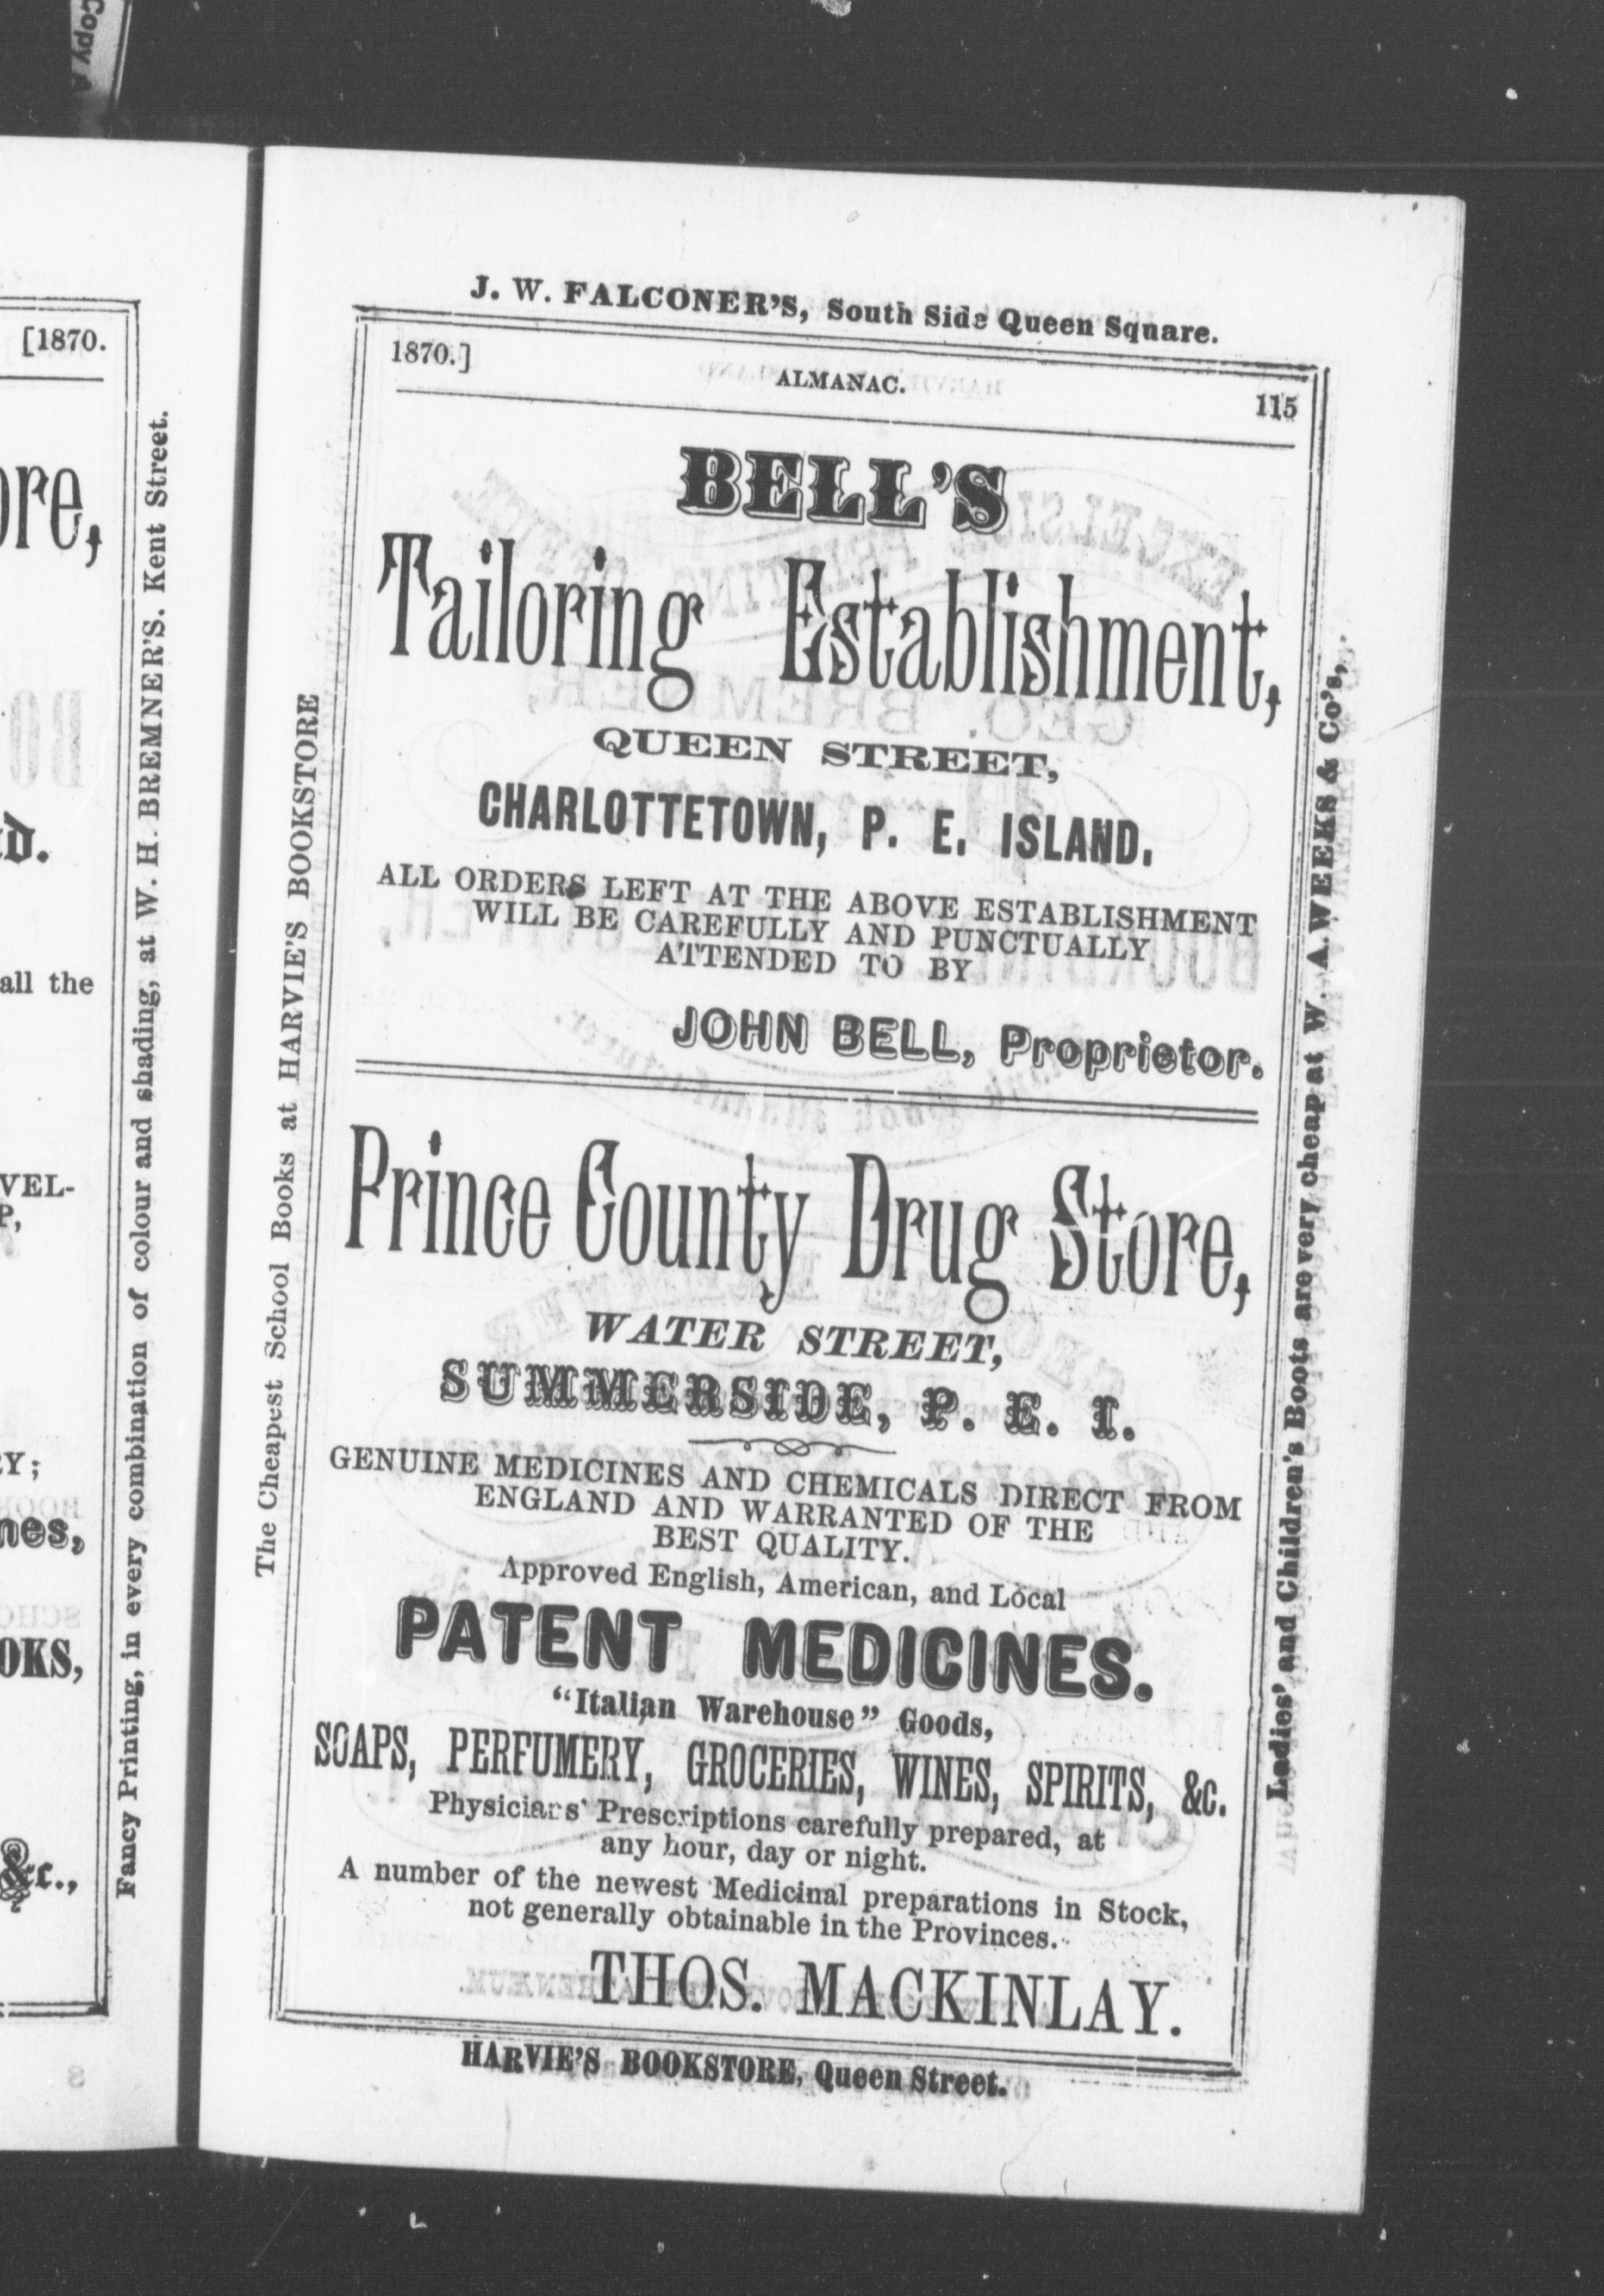 Copy A
[1870.
all the
VEL-
P,
OKS,
&c.,
Fancy Printing, in every combination of colour and shading, at W. H. BREMNER'S. Kent Street.
J. W. FALCONER'S, South Side Queen Square.
1870.]
ALMANAC.
115
The Cheapest School Books at HARVIE'S BOOKSTORE
BELL'S
Tailoring Establishment,
QUEEN STREET,
CHARLOTTETOWN, P. E. ISLAND.
ALL ORDERS LEFT AT THE ABOVE ESTABLISHMENT
WILL BE CAREFULLY AND PUNCTUALLY
ATTENDED TO BY
JOHN BELL, Proprietor.
Prince County Drug Store,
WATER STREET,
SUMMERSIDE, P. E. I.
GENUINE MEDICINES AND CHEMICALS DIRECT FROM
ENGLAND AND WARRANTED OF THE
BEST QUALITY.
Approved English, American, and Local
PATENT MEDICINES.
"Italian Warehouse" Goods,
SOAPS, PERFUMERY, GROCERIES, WINES, SPIRITS, &c.
Physicians' Prescriptions carefully prepared, at
any hour, day or night.
A number of the newest Medicinal preparations in Stock,
not generally obtainable in the Provinces.
THOS. MACKINLAY.
Ladies' and Children's Boots are very cheap at W. A. WEEKS & Co's,
HARVIE'S BOOKSTORE, Queen Street.